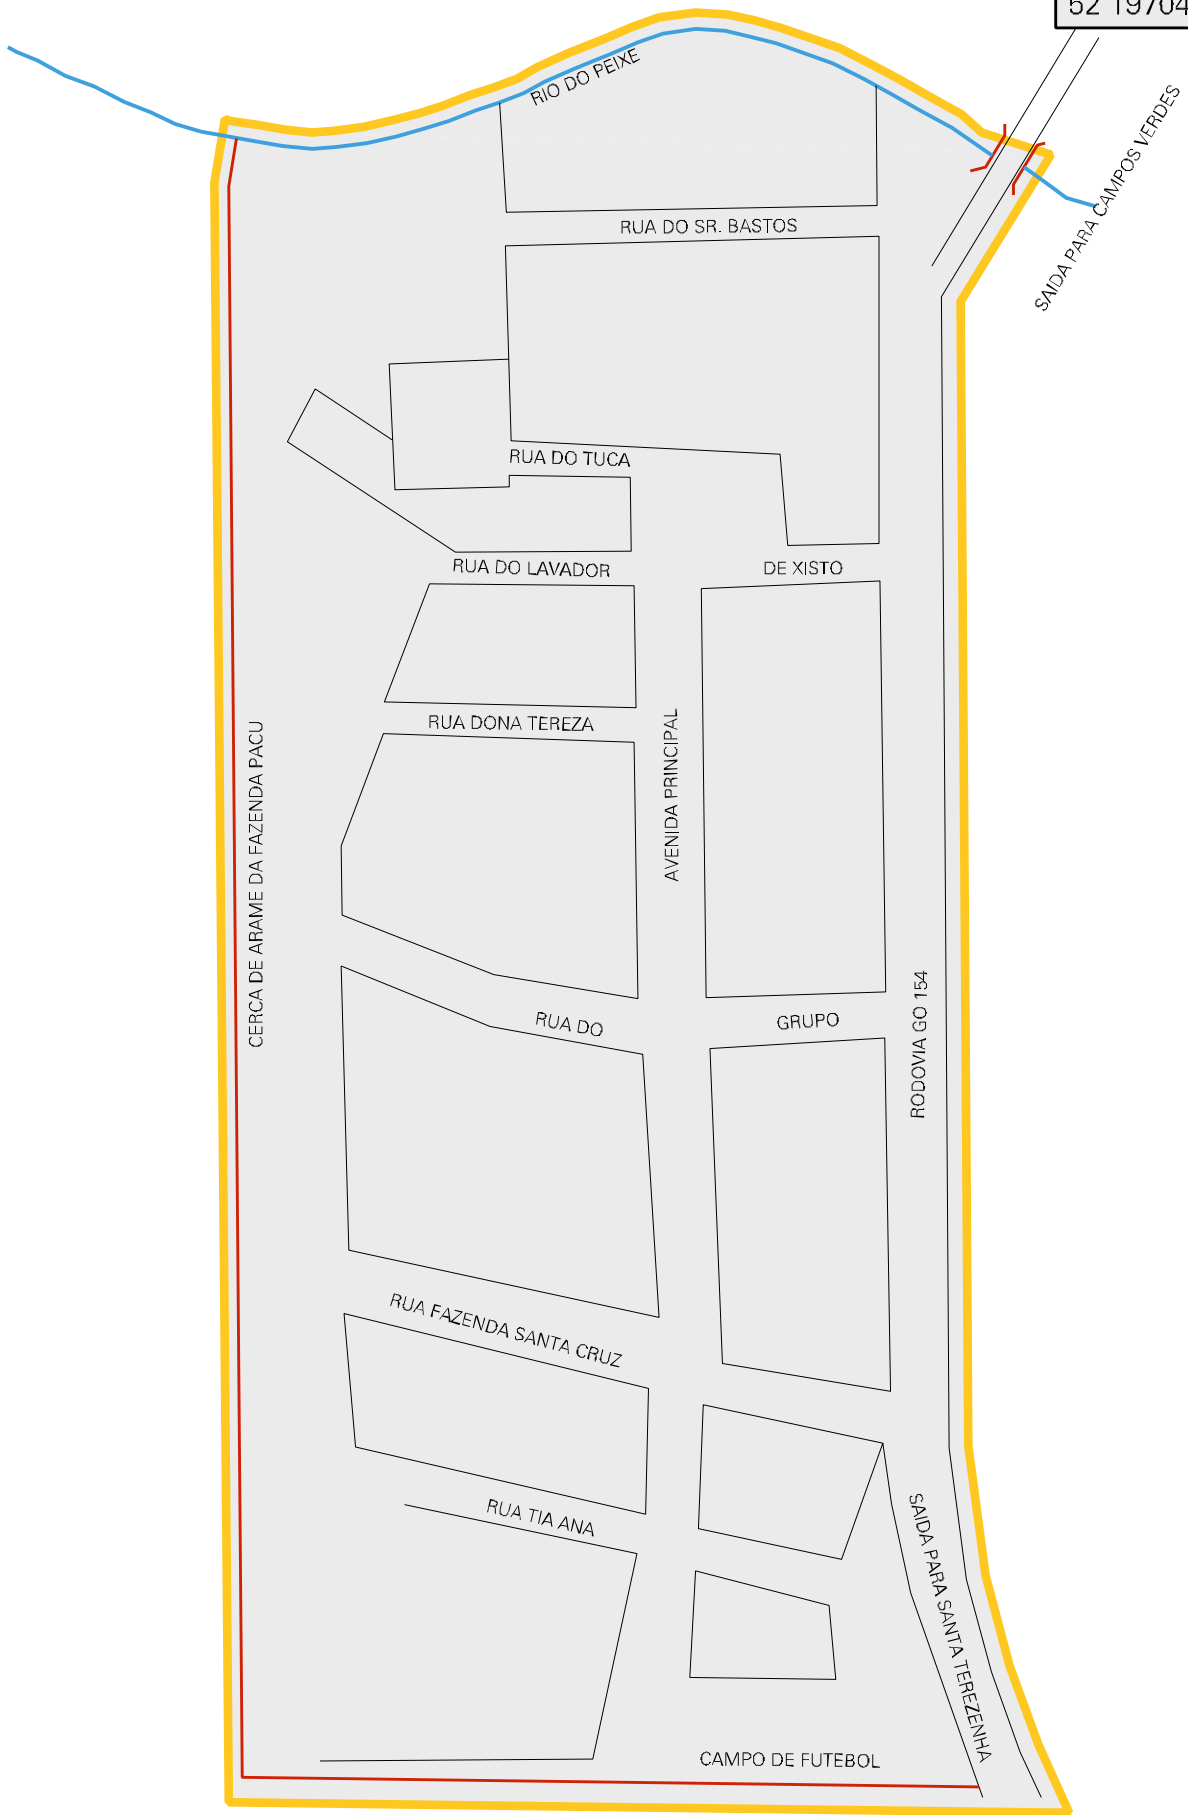 52 19704
RIO DO PEIXE
SAIDA PARA CAMPOS VERDES
RUA DO SR. BASTOS
RUA DO TUCA
RUA DO LAVADOR
DE XISTO
RUA DONA TEREZA
AVENIDA PRINCIPAL
CERCA DE ARAME DA FAZENDA PACU
RUA DO
GRUPO
RODOVIA GO 154
RUA FAZENDA SANTA CRUZ
RUA TIA ANA
SAIDA PARA SANTA TEREZENHA
CAMPO DE FUTEBOL